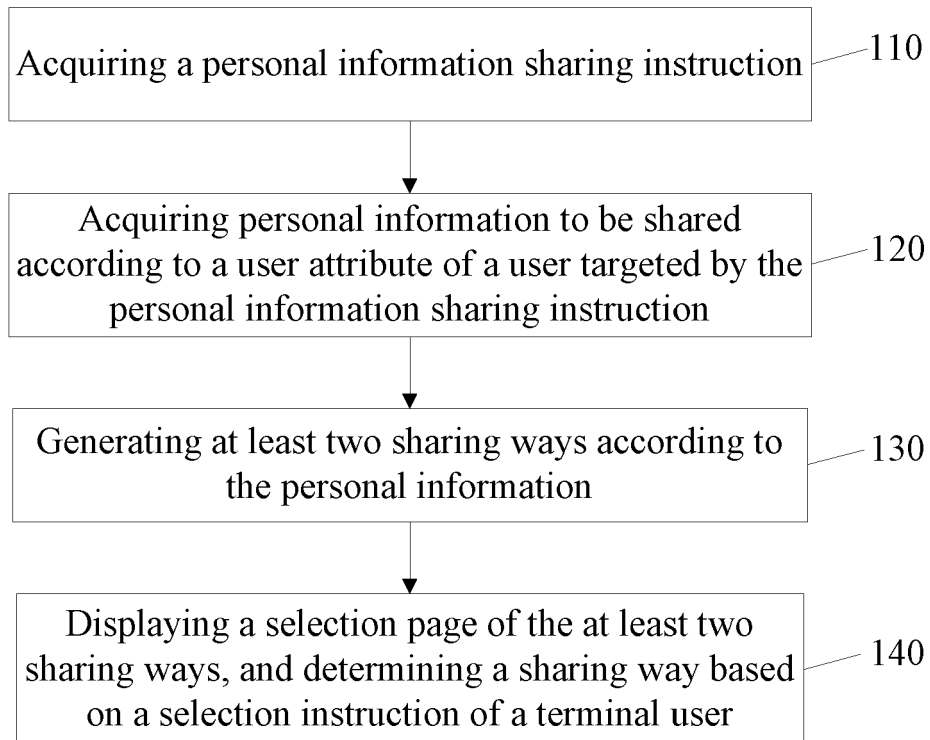 Acquiring a personal information sharing instruction
110
Acquiring personal information to be shared
according to a user attribute of a user targeted by the
personal information sharing instruction
120
Generating at least two sharing ways according to
the personal information
130
Displaying a selection page of the at least two
sharing ways, and determining a sharing way based
on a selection instruction of a terminal user
140